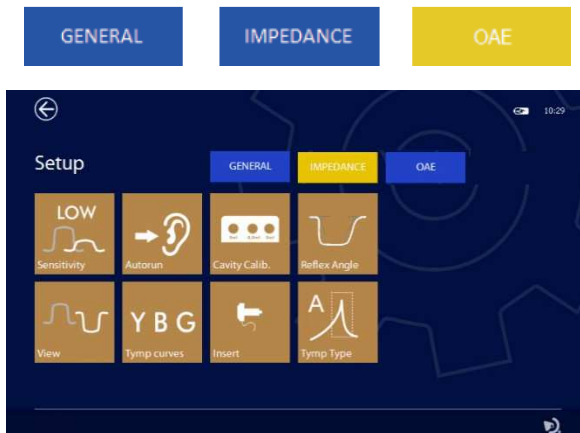 GENERAL IMPEDANCE OAE
10:29
Setup GENERAL IMPEDANCE OAE
LOW
Sensitivity Autorun Cavity Calib. Reflex Angle
Y B G A
View Tymp curves Insert Tymp Type